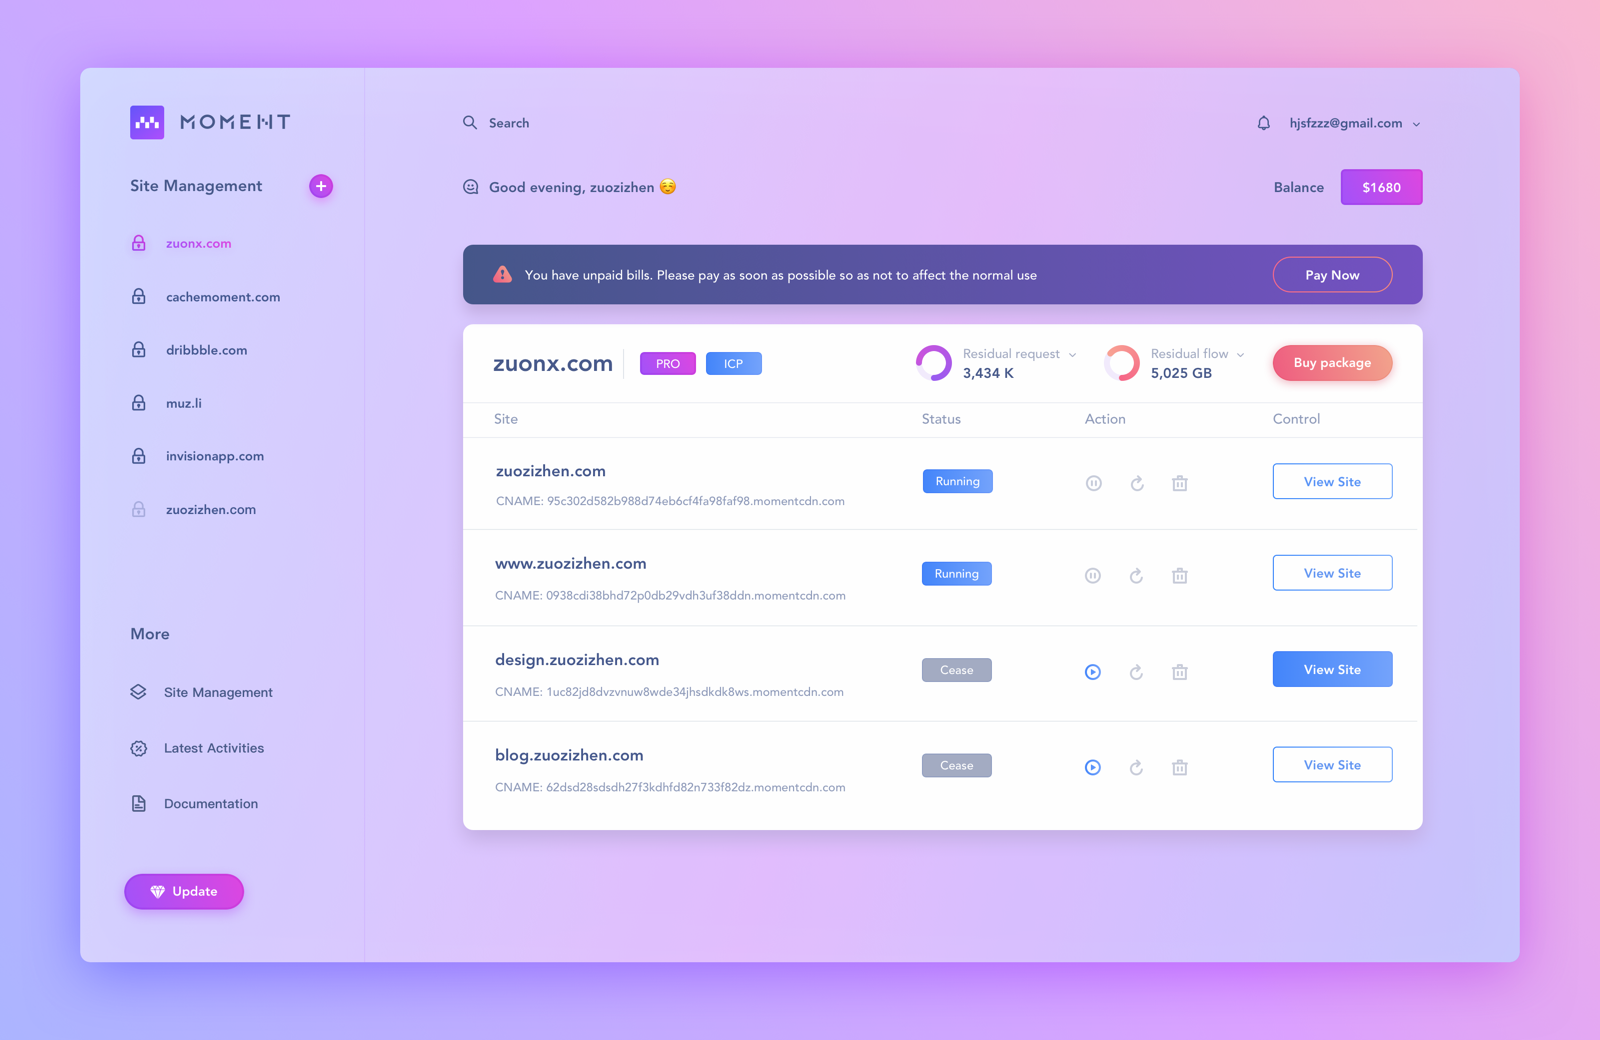 MOMENT
Site Management
zuonx.com
cachemoment.com
dribbble.com
muz.li
invisionapp.com
zuozizhen.com
More
Site Management
Latest Activities
Documentation
Update
Search
hjsfzzz@gmail.com
Good evening, zuozizhen ☺️
Balance
$1680
You have unpaid bills. Please pay as soon as possible so as not to affect the normal use
Pay Now
zuonx.com
PRO
ICP
Residual request
3,434 K
Residual flow
5,025 GB
Buy package
Site
Status
Action
Control
zuozizhen.com
CNAME: 95c302d582b988d74eb6cf4fa98faf98.momentcdn.com
Running
View Site
www.zuozizhen.com
CNAME: 0938cdi38bhd72p0db29vdh3uf38ddn.momentcdn.com
Running
View Site
design.zuozizhen.com
CNAME: 1uc82jd8dvzvnuw8wde34jhsdkdk8ws.momentcdn.com
Cease
View Site
blog.zuozizhen.com
CNAME: 62dsd28sdsdh27f3kdhfd82n733f82dz.momentcdn.com
Cease
View Site